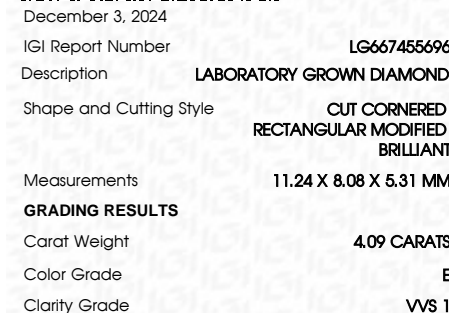 December 3, 2024
IGI Report Number LG667455696
Description LABORATORY GROWN DIAMOND
Shape and Cutting Style CUT CORNERED
RECTANGULAR MODIFIED
BRILLIANT
Measurements 11.24 X 8.08 X 5.31 MM
GRADING RESULTS
Carat Weight 4.09 CARATS
Color Grade E
Clarity Grade VVS 1